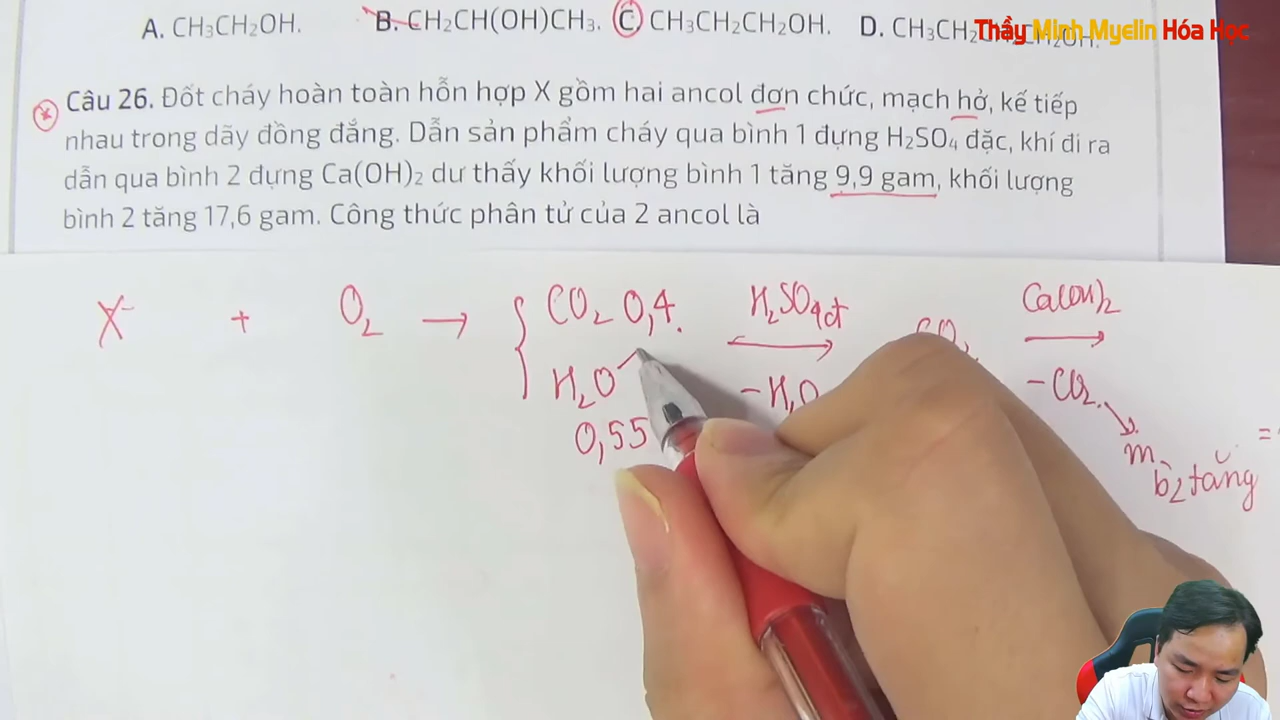 A. CH₃CH₂OH. B. CH₂CH(OH)CH₃. C. CH₃CH₂CH₂OH. D. CH₃CH₂CH₂CH₂OH.
Thầy Minh Myelin Hóa Học
Câu 26. Đốt cháy hoàn toàn hỗn hợp X gồm hai ancol đơn chức, mạch hở, kế tiếp
nhau trong dãy đồng đẳng. Dẫn sản phẩm cháy qua bình 1 đựng H₂SO₄ đặc, khí đi ra
dẫn qua bình 2 đựng Ca(OH)₂ dư thấy khối lượng bình 1 tăng 9,9 gam, khối lượng
bình 2 tăng 17,6 gam. Công thức phân tử của 2 ancol là
X + O₂ → { CO₂ 0,4. H₂SO₄đ → CO₂ Ca(OH)₂ →
H₂O - H₂O - CO₂
0,55 m b₂ tăng =